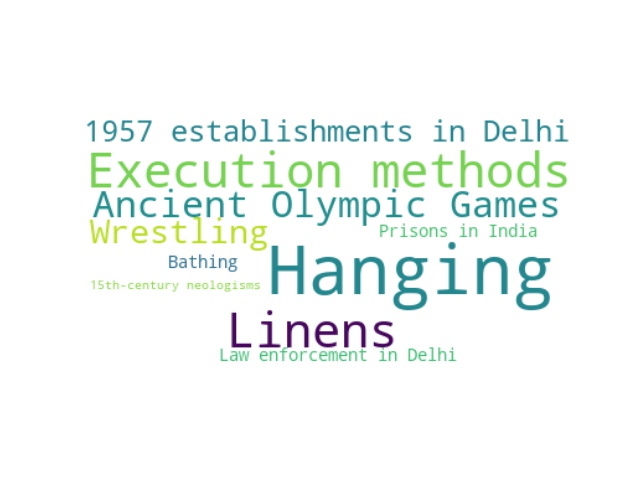 1957 establishments in Delhi
Execution methods
Ancient Olympic Games
Wrestling
Prisons in India
Bathing
Hanging
15th-century neologisms
Linens
Law enforcement in Delhi